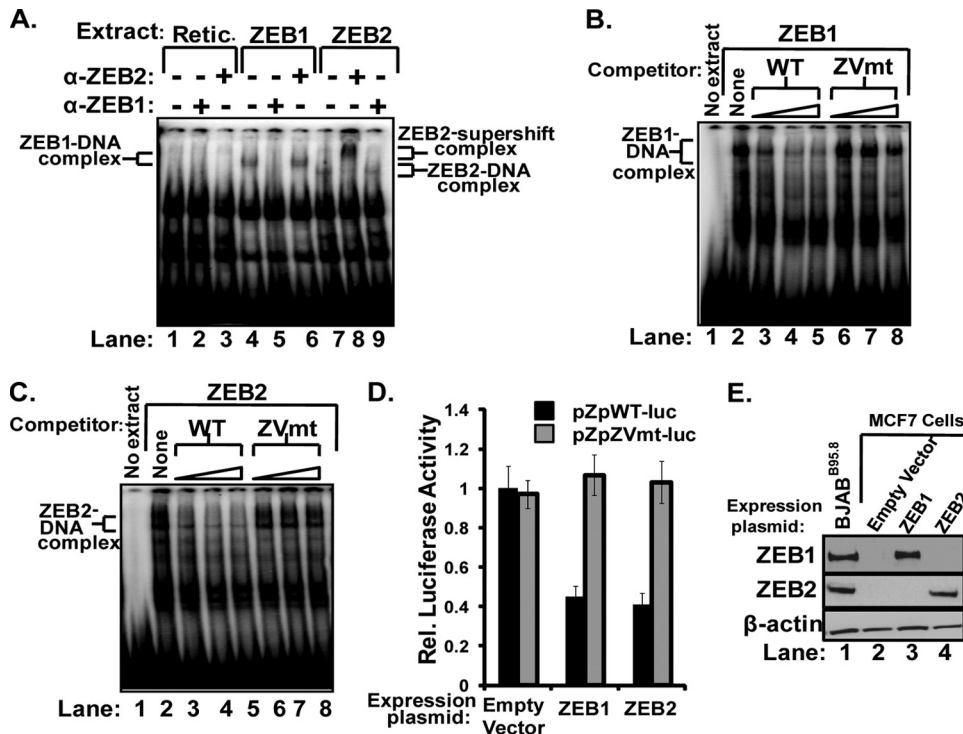 A.
Extract: Retic. ZEB1 ZEB2
α-ZEB2: - - + - - + - + -
α-ZEB1: - + - - + - - - +
ZEB1-DNA complex
ZEB2-supershift complex
ZEB2-DNA complex
Lane: 1 2 3 4 5 6 7 8 9
B.
No extract
ZEB1
Competitor: None WT ZVmt
ZEB1-DNA complex
Lane: 1 2 3 4 5 6 7 8
C.
No extract
ZEB2
Competitor: None WT ZVmt
ZEB2-DNA complex
Lane: 1 2 3 4 5 6 7 8
D.
Rel. Luciferase Activity
1.4
1.2
1
0.8
0.6
0.4
0.2
0
pZpWT-luc
pZpZVmt-luc
Expression plasmid: Empty Vector ZEB1 ZEB2
E.
MCF7 Cells
Expression plasmid: BJAB B95.8 Empty Vector ZEB1 ZEB2
ZEB1
ZEB2
β-actin
Lane: 1 2 3 4